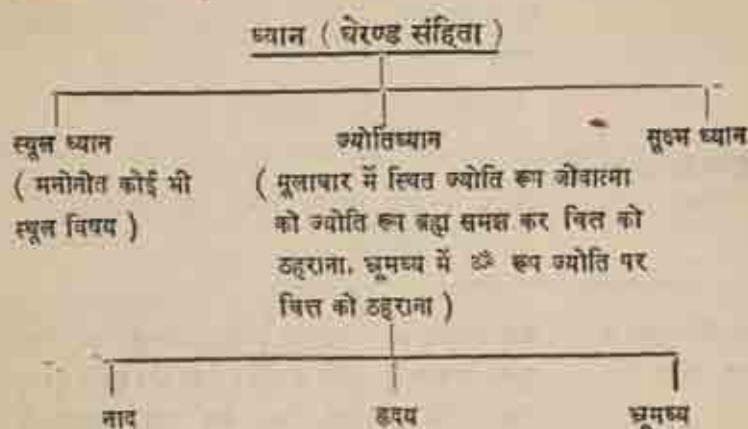 ध्यान ( घेरण्ड संहिता )
स्थूल ध्यान ज्योतिध्यान सूक्ष्म ध्यान
( मनोनीत कोई भी ( मूलाधार में स्थित ज्योति रूप जीवात्मा
स्थूल विषय ) को ज्योति रूप ब्रह्म समझ कर चित्त को
ठहराना. भ्रूमध्य में ॐ रूप ज्योति पर
चित्त को ठहराना )
नाद हृदय भ्रूमध्य